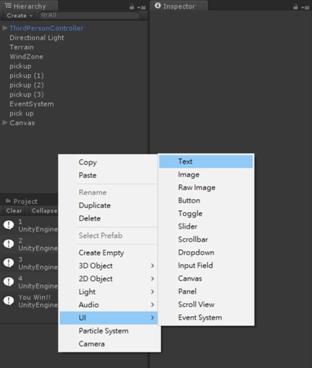 Hierarchy
Inspector
Create
All
ThirdPersonController
Directional Light
Terrain
WindZone
pickup
pickup (1)
pickup (2)
pickup (3)
EventSystem
pick up
Canvas
Project
Clear Collapse
1
UnityEngine
2
UnityEngine
3
UnityEngine
4
UnityEngine
You Win!!
UnityEngine
Copy
Paste
Rename
Duplicate
Delete
Select Prefab
Create Empty
3D Object
2D Object
Light
Audio
UI
Particle System
Camera
Text
Image
Raw Image
Button
Toggle
Slider
Scrollbar
Dropdown
Input Field
Canvas
Panel
Scroll View
Event System